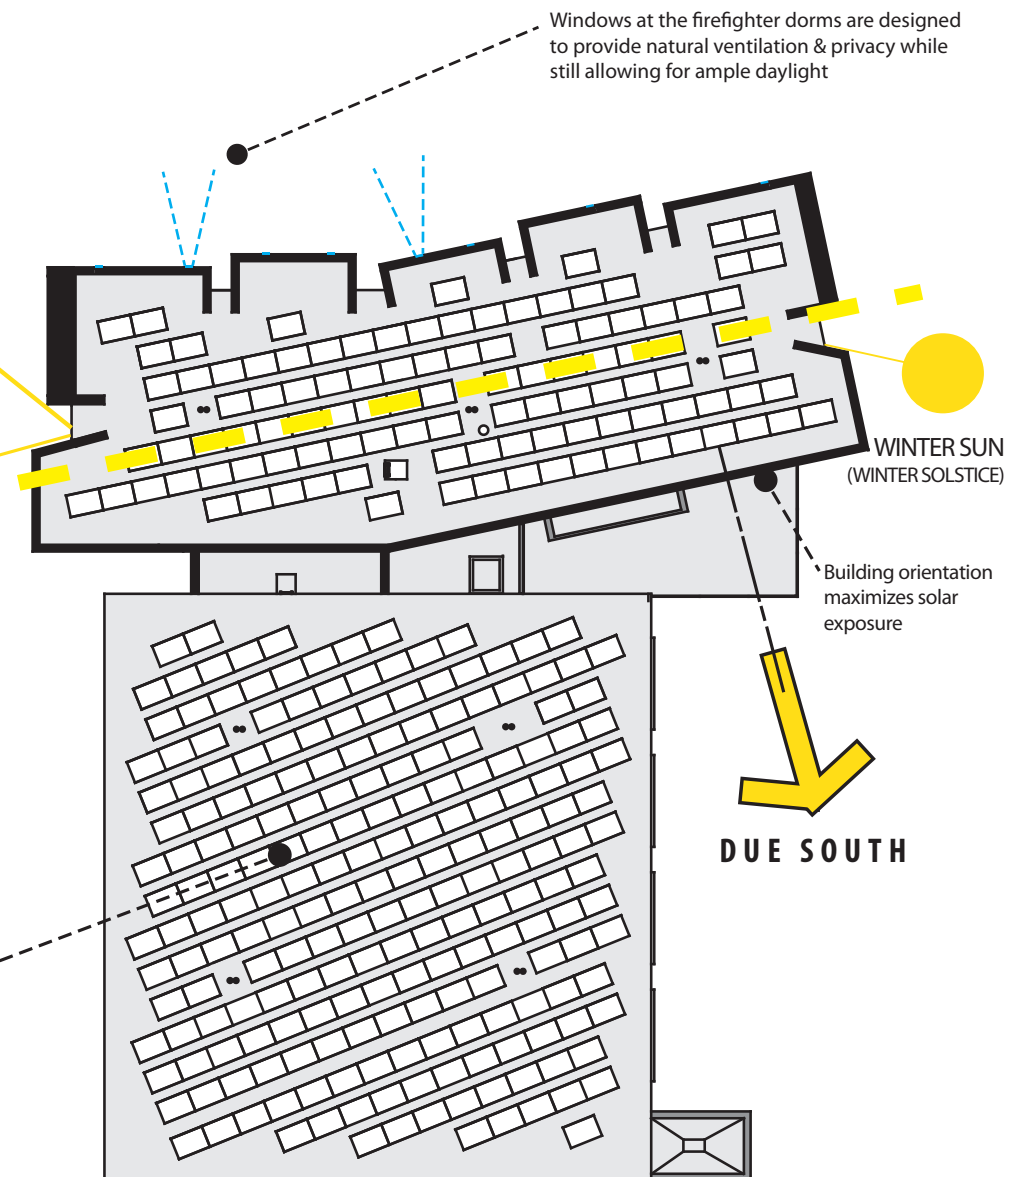 Windows at the firefighter dorms are designed
to provide natural ventilation & privacy while
still allowing for ample daylight
WINTER SUN
(WINTER SOLSTICE)
Building orientation
maximizes solar
exposure
DUE SOUTH